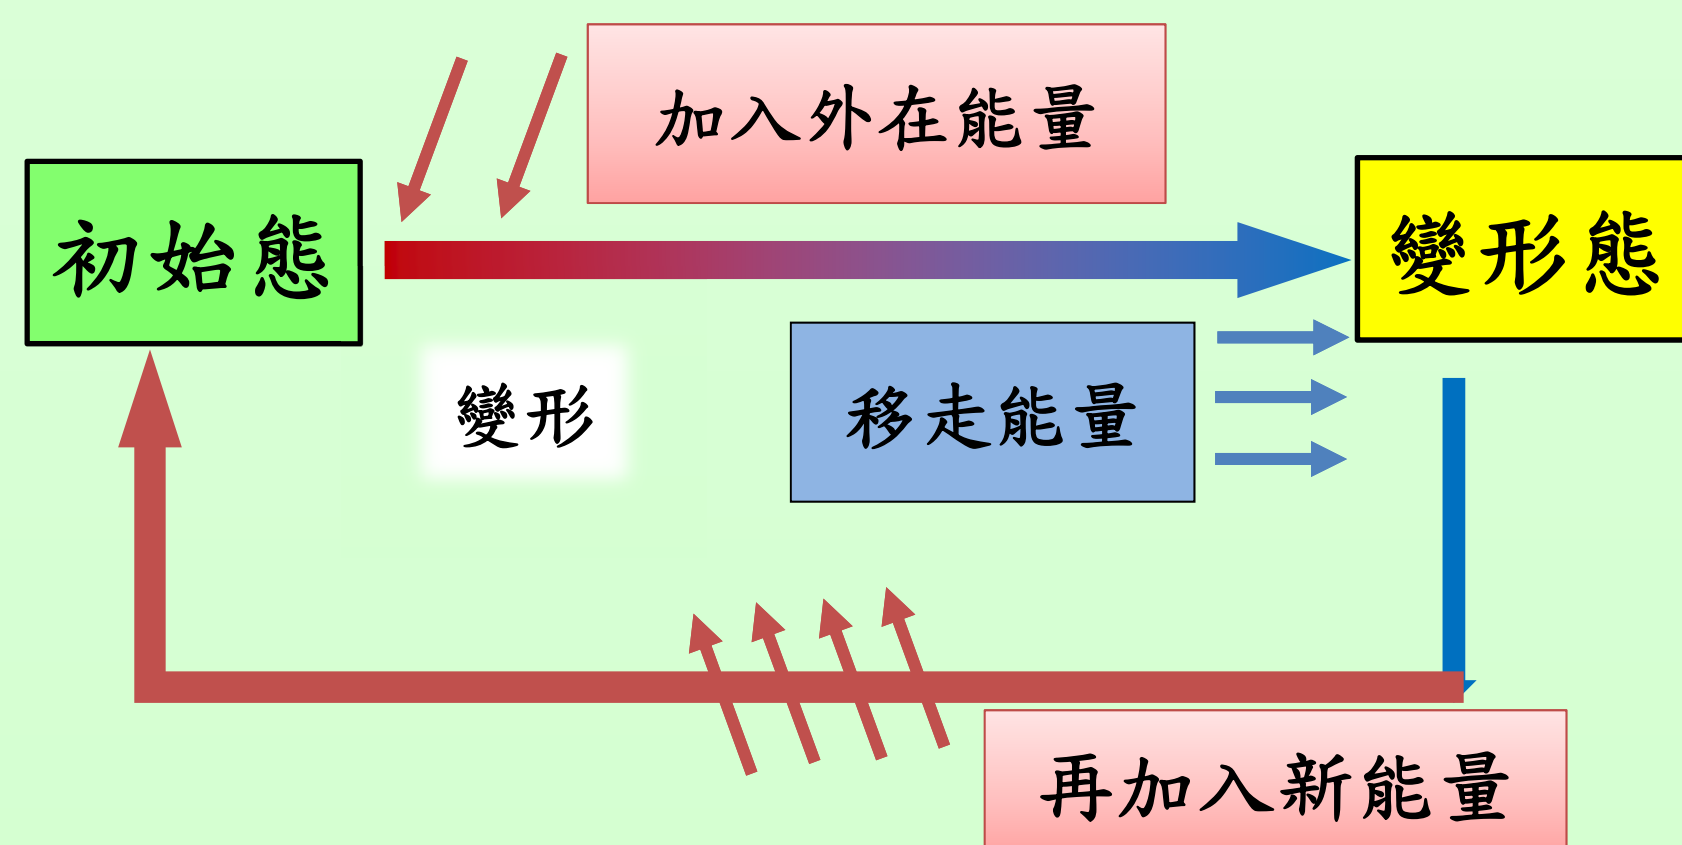 加入外在能量
初始態
變形態
變形
移走能量
再加入新能量